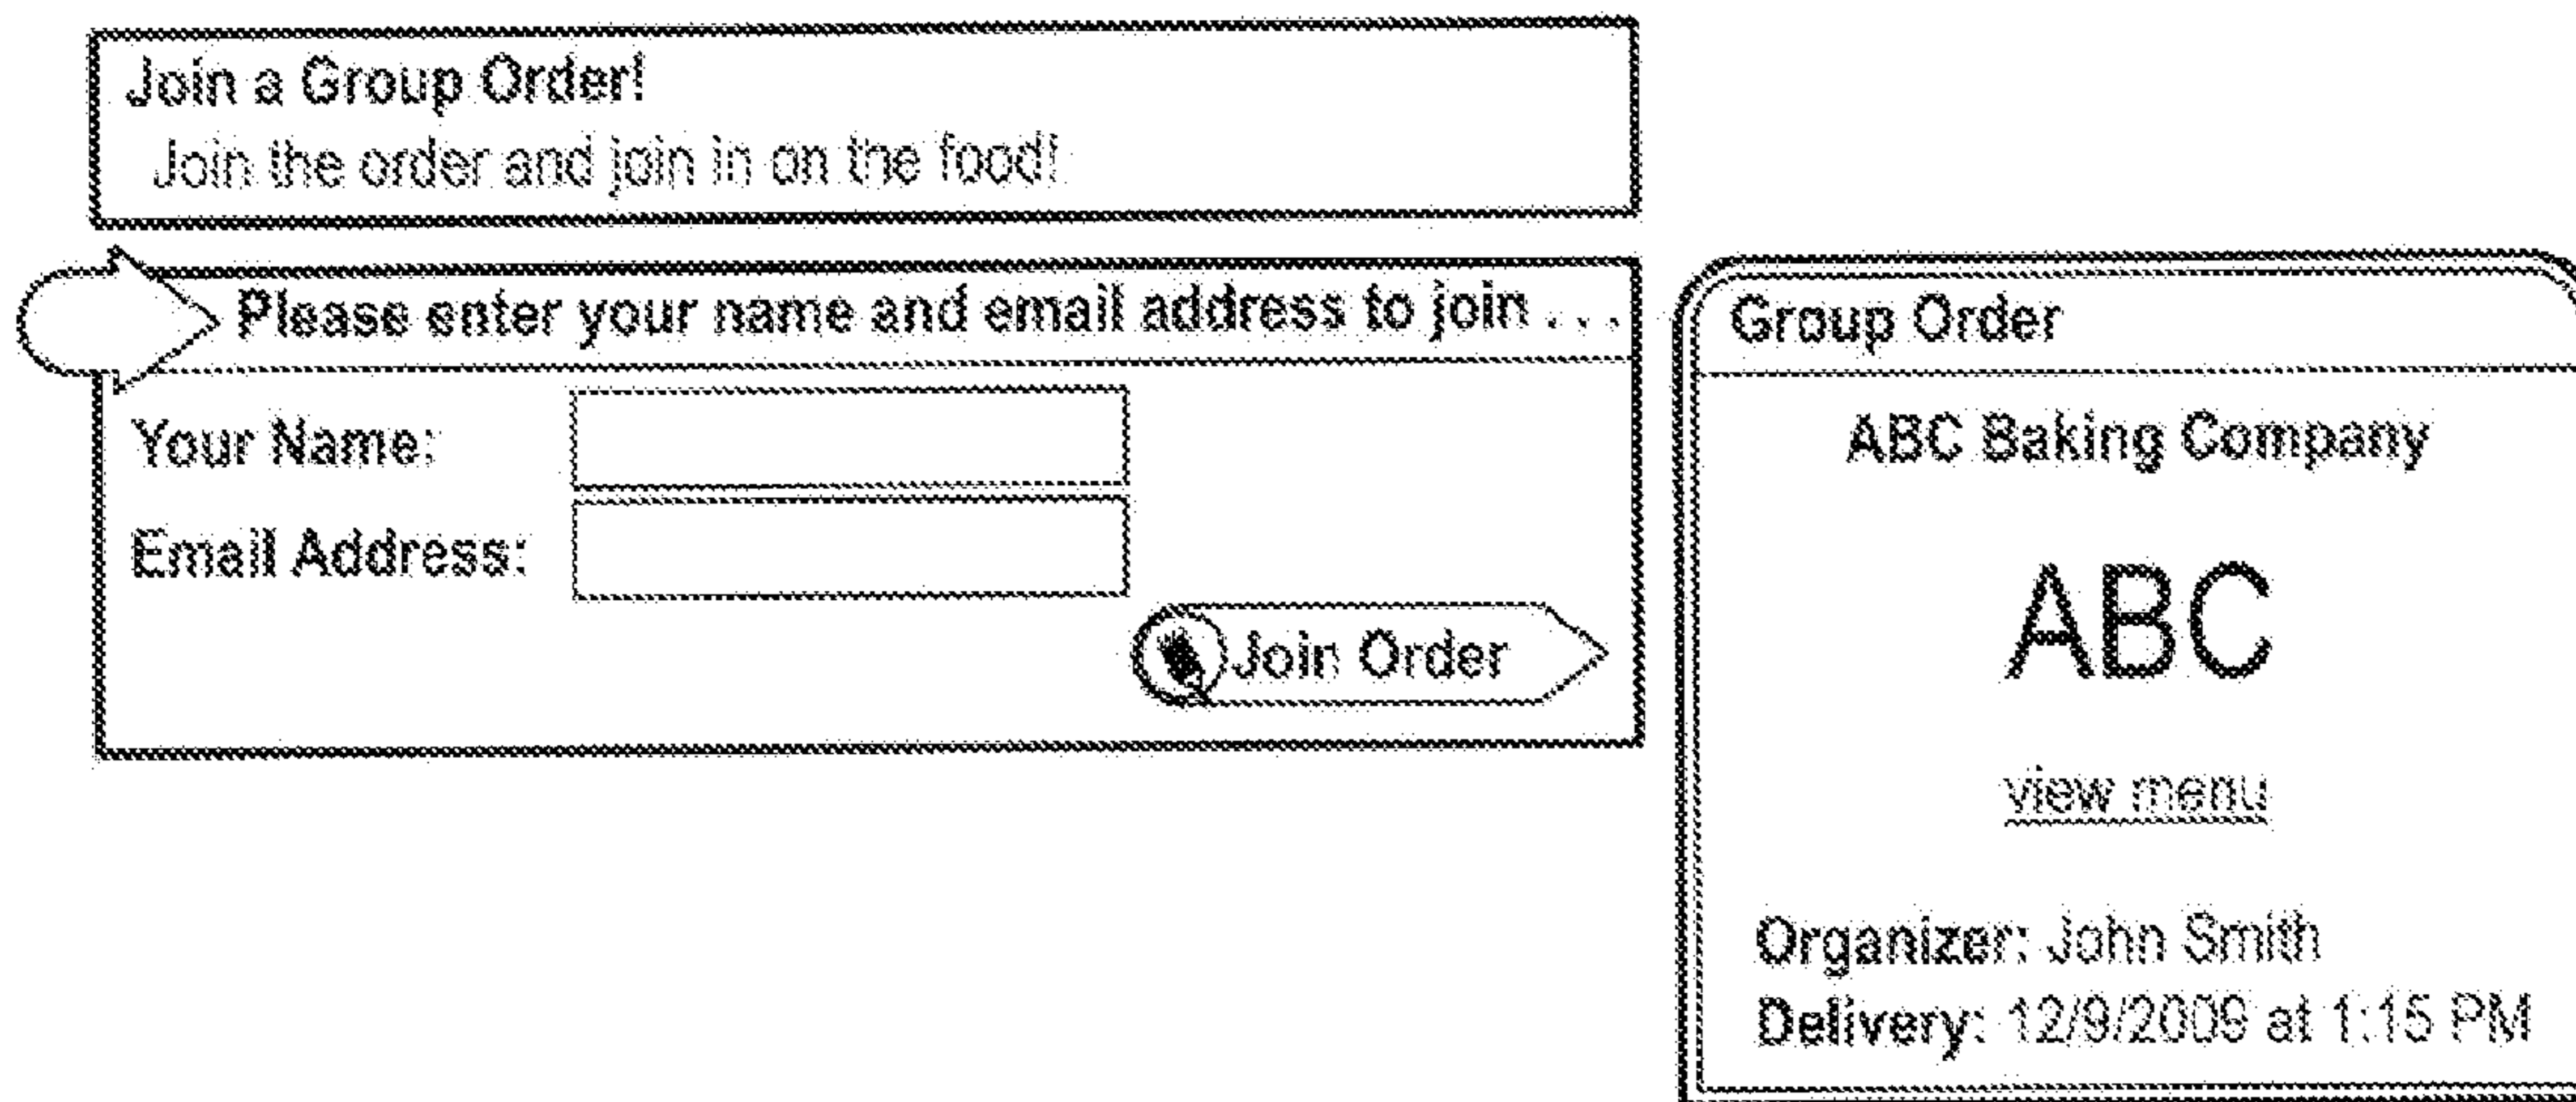 Join a Group Order!
Join the order and join in on the food!
Please enter your name and email address to join . . .
Your Name:
Email Address:
Join Order
Group Order
ABC Baking Company
ABC
view menu
Organizer: John Smith
Delivery: 12/9/2009 at 1:15 PM